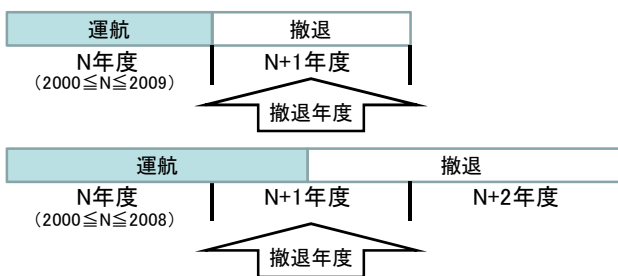 運航 撤退
N年度 N+1年度
(2000≦N≦2009)
撤退年度
運航 撤退
N年度 N+1年度 N+2年度
(2000≦N≦2008)
撤退年度